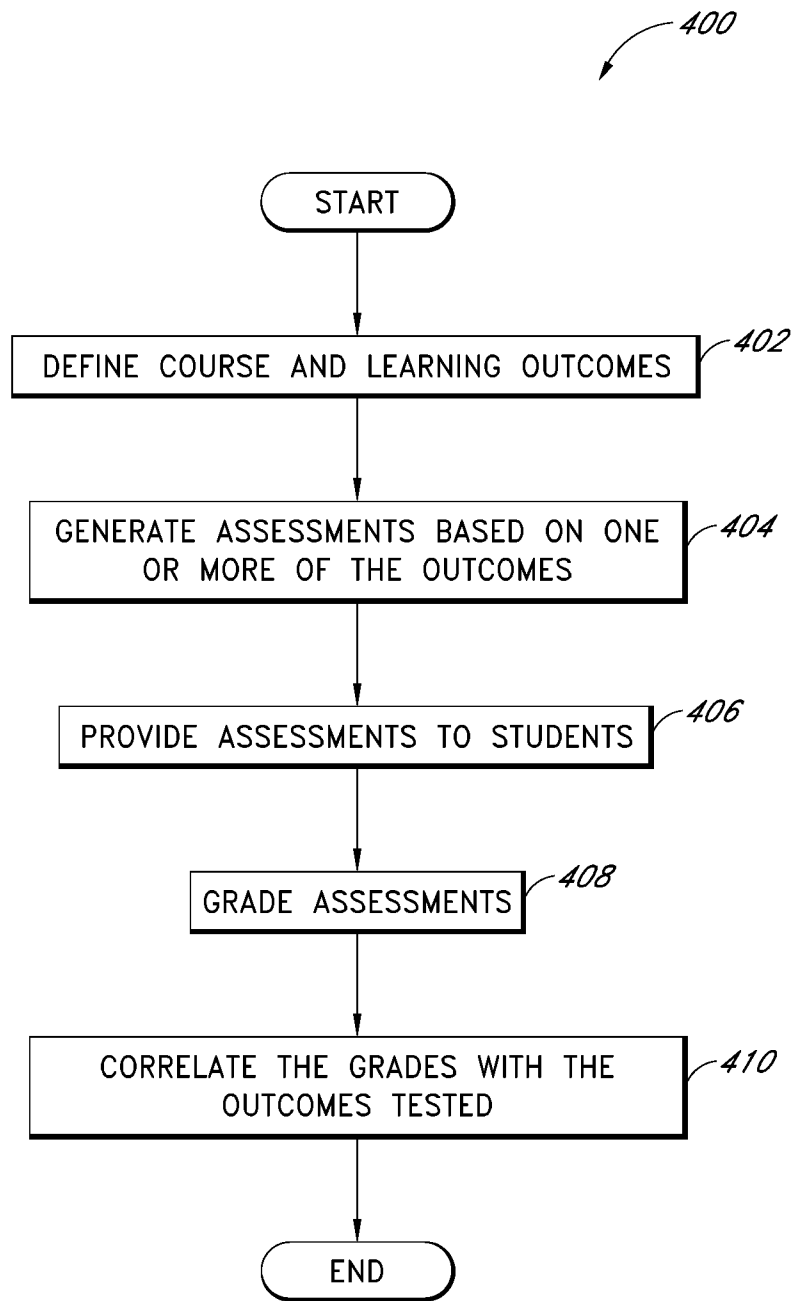 400
START
402
DEFINE COURSE AND LEARNING OUTCOMES
GENERATE ASSESSMENTS BASED ON ONE
404
OR MORE OF THE OUTCOMES
406
PROVIDE ASSESSMENTS TO STUDENTS
408
GRADE ASSESSMENTS
CORRELATE THE GRADES WITH THE
410
OUTCOMES TESTED
END